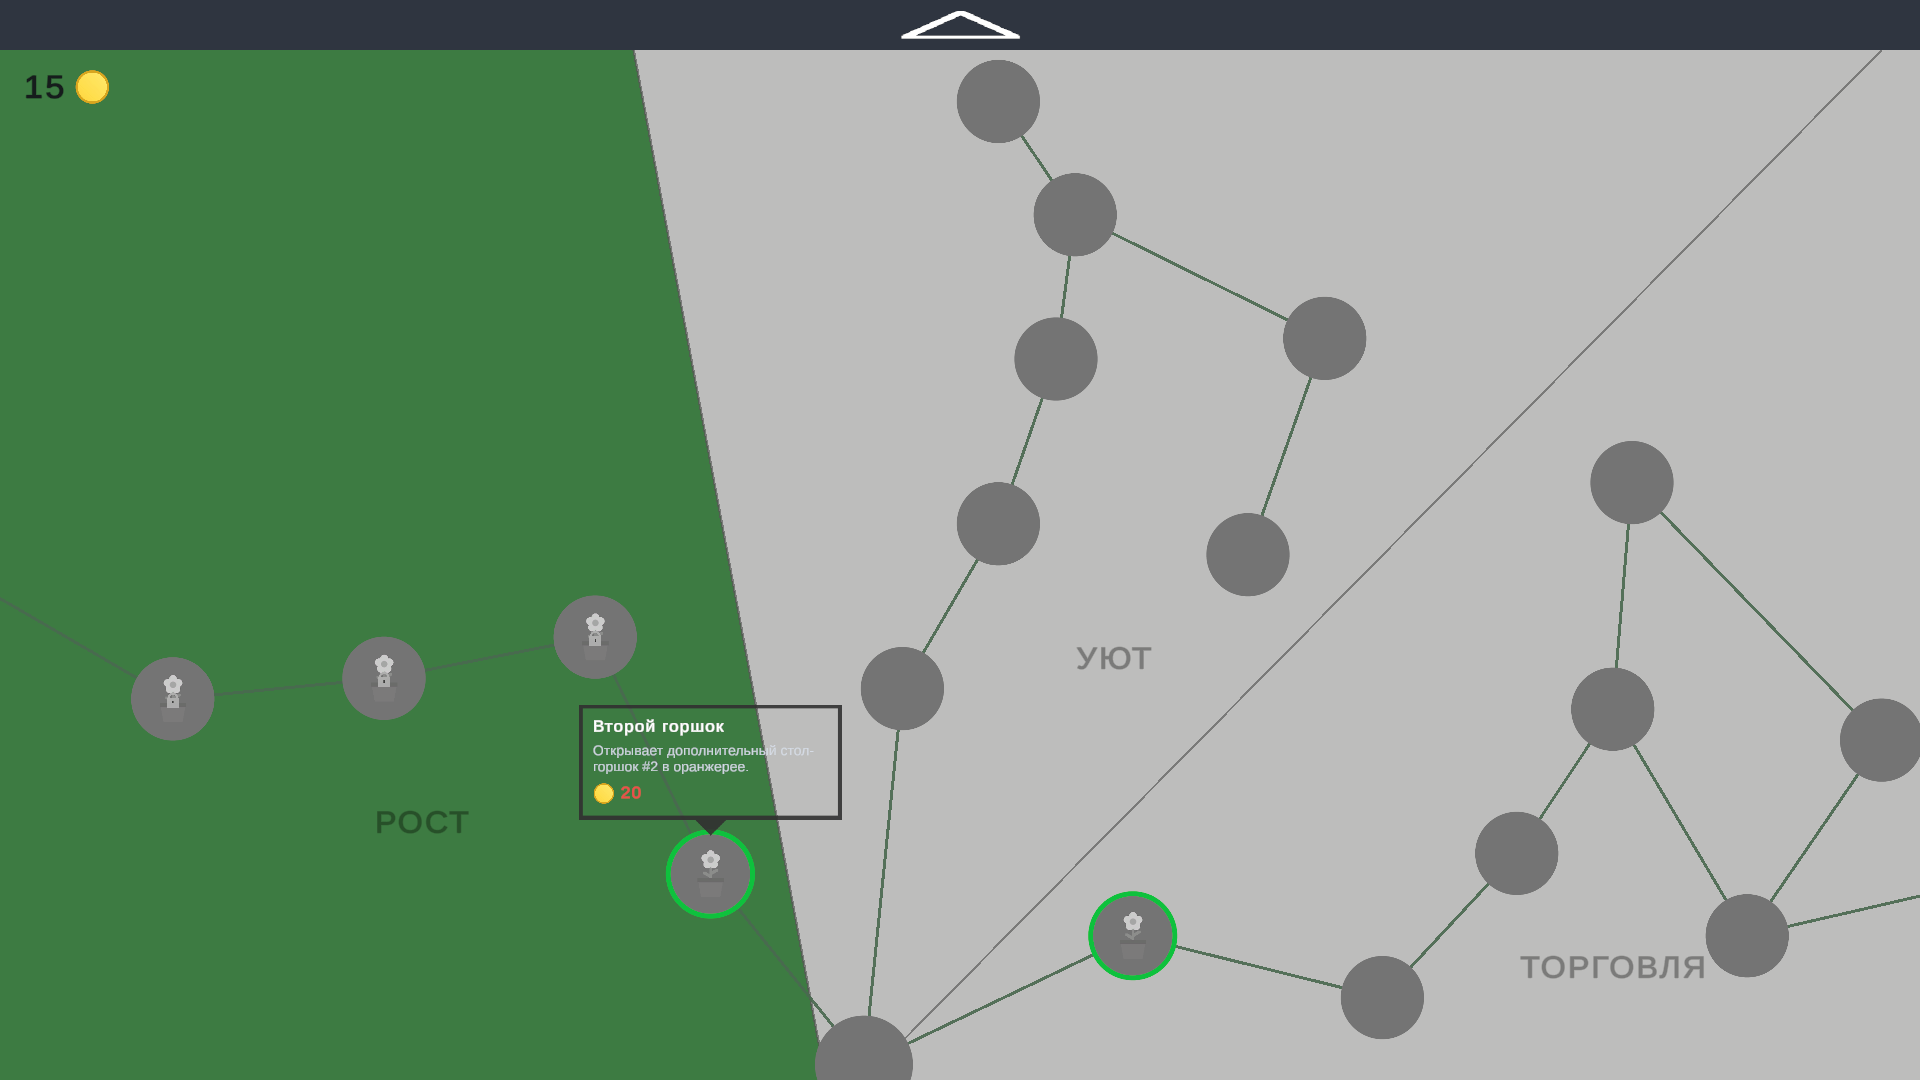 15
Второй горшок
Открывает дополнительный стол-
горшок #2 в оранжерее.
20
УЮТ
РОСТ
ТОРГОВЛЯ